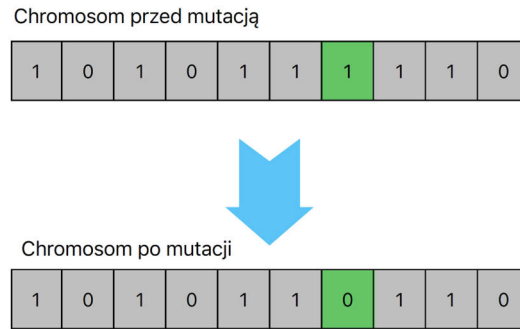 Chromosom przed mutacją
1 0 1 0 1 1 1 1 1 0
Chromosom po mutacji
1 0 1 0 1 1 0 1 1 0